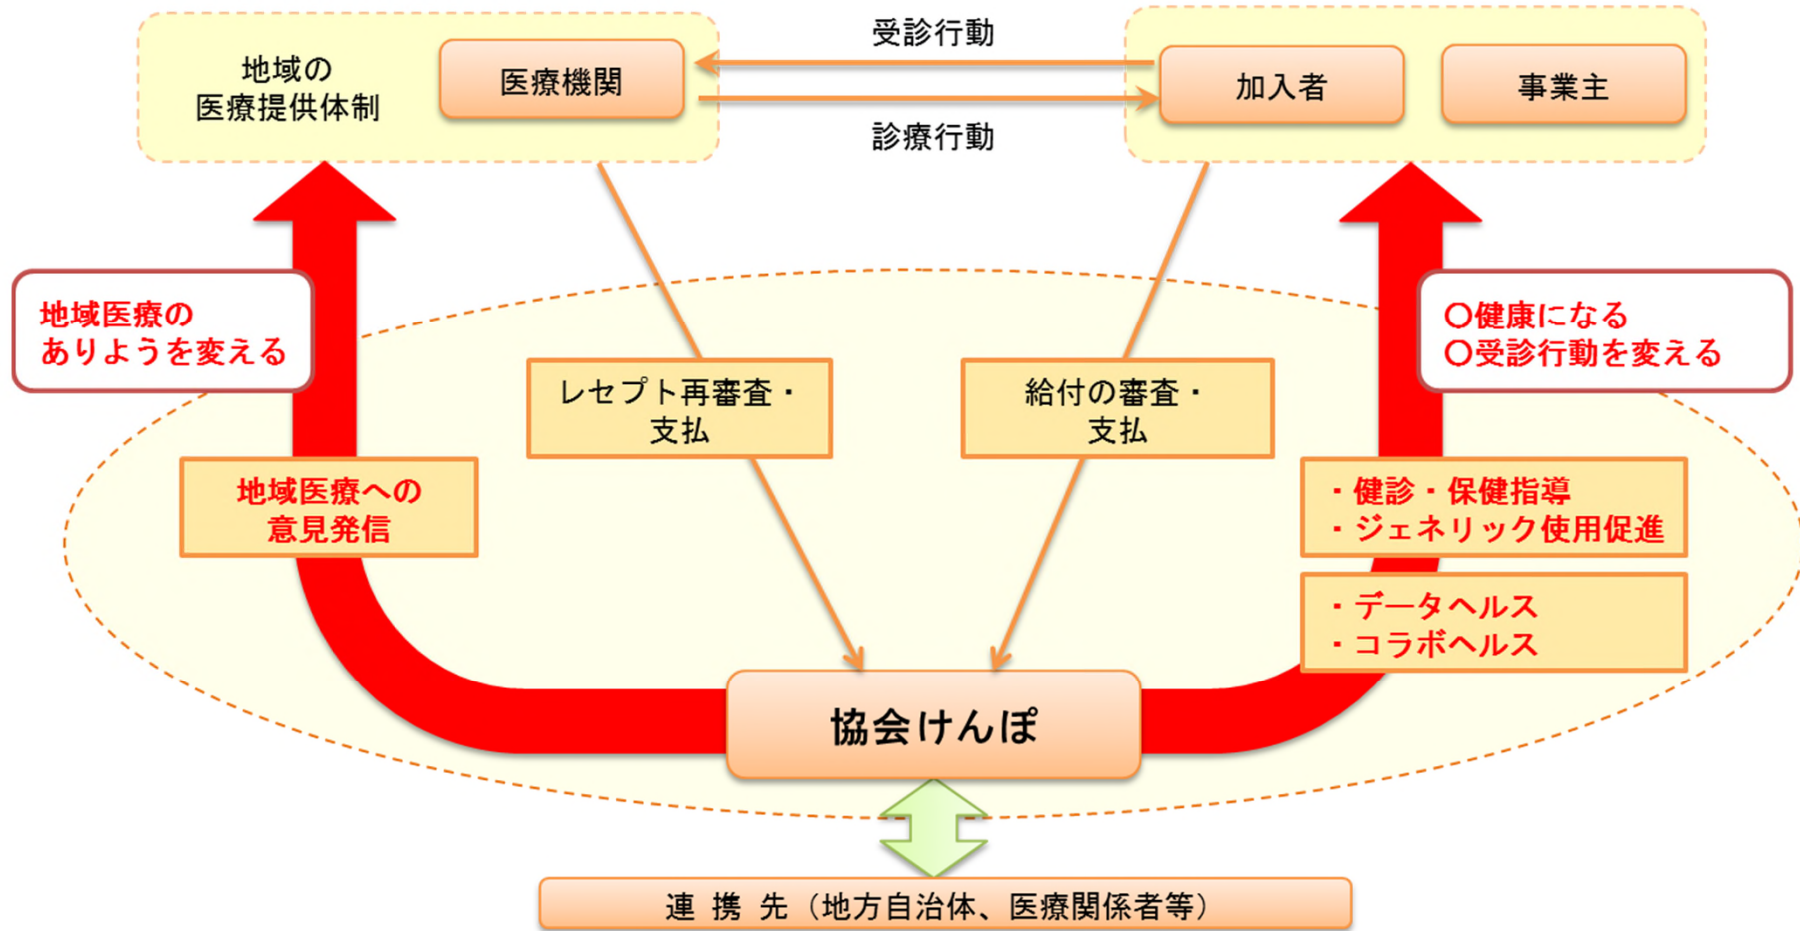 受診行動
地域の
医療提供体制
医療機関
加入者
事業主
診療行動
地域医療の
ありようを変える
〇健康になる
〇受診行動を変える
レセプト再審査・
支払
給付の審査・
支払
地域医療への
意見発信
・健診・保健指導
・ジェネリック使用促進
・データヘルス
・コラボヘルス
協会けんぽ
連 携 先（地方自治体、医療関係者等）